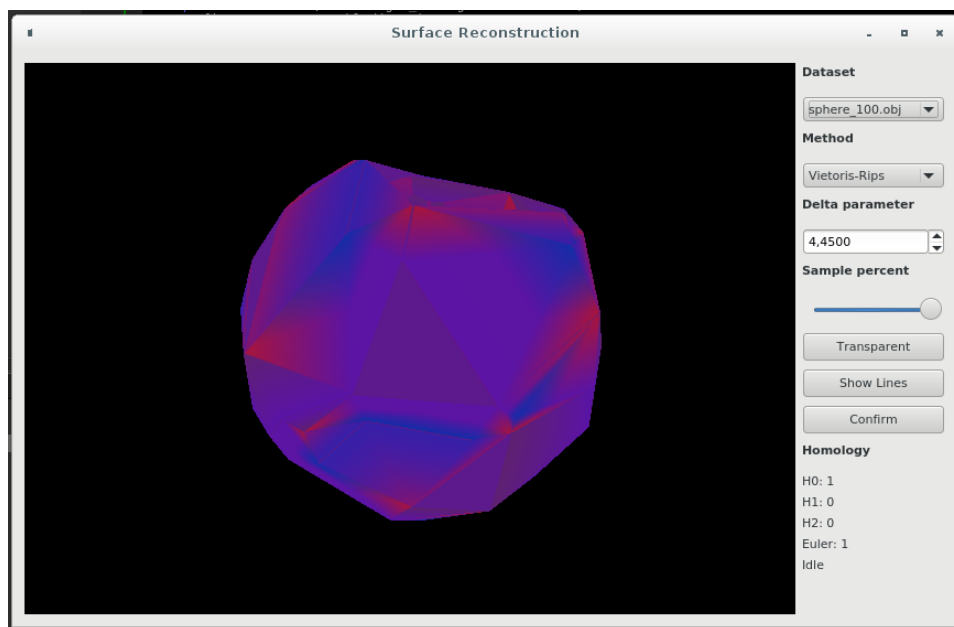 Surface Reconstruction
Dataset
sphere_100.obj
Method
Vietoris-Rips
Delta parameter
4,4500
Sample percent
Transparent
Show Lines
Confirm
Homology
H0: 1
H1: 0
H2: 0
Euler: 1
Idle